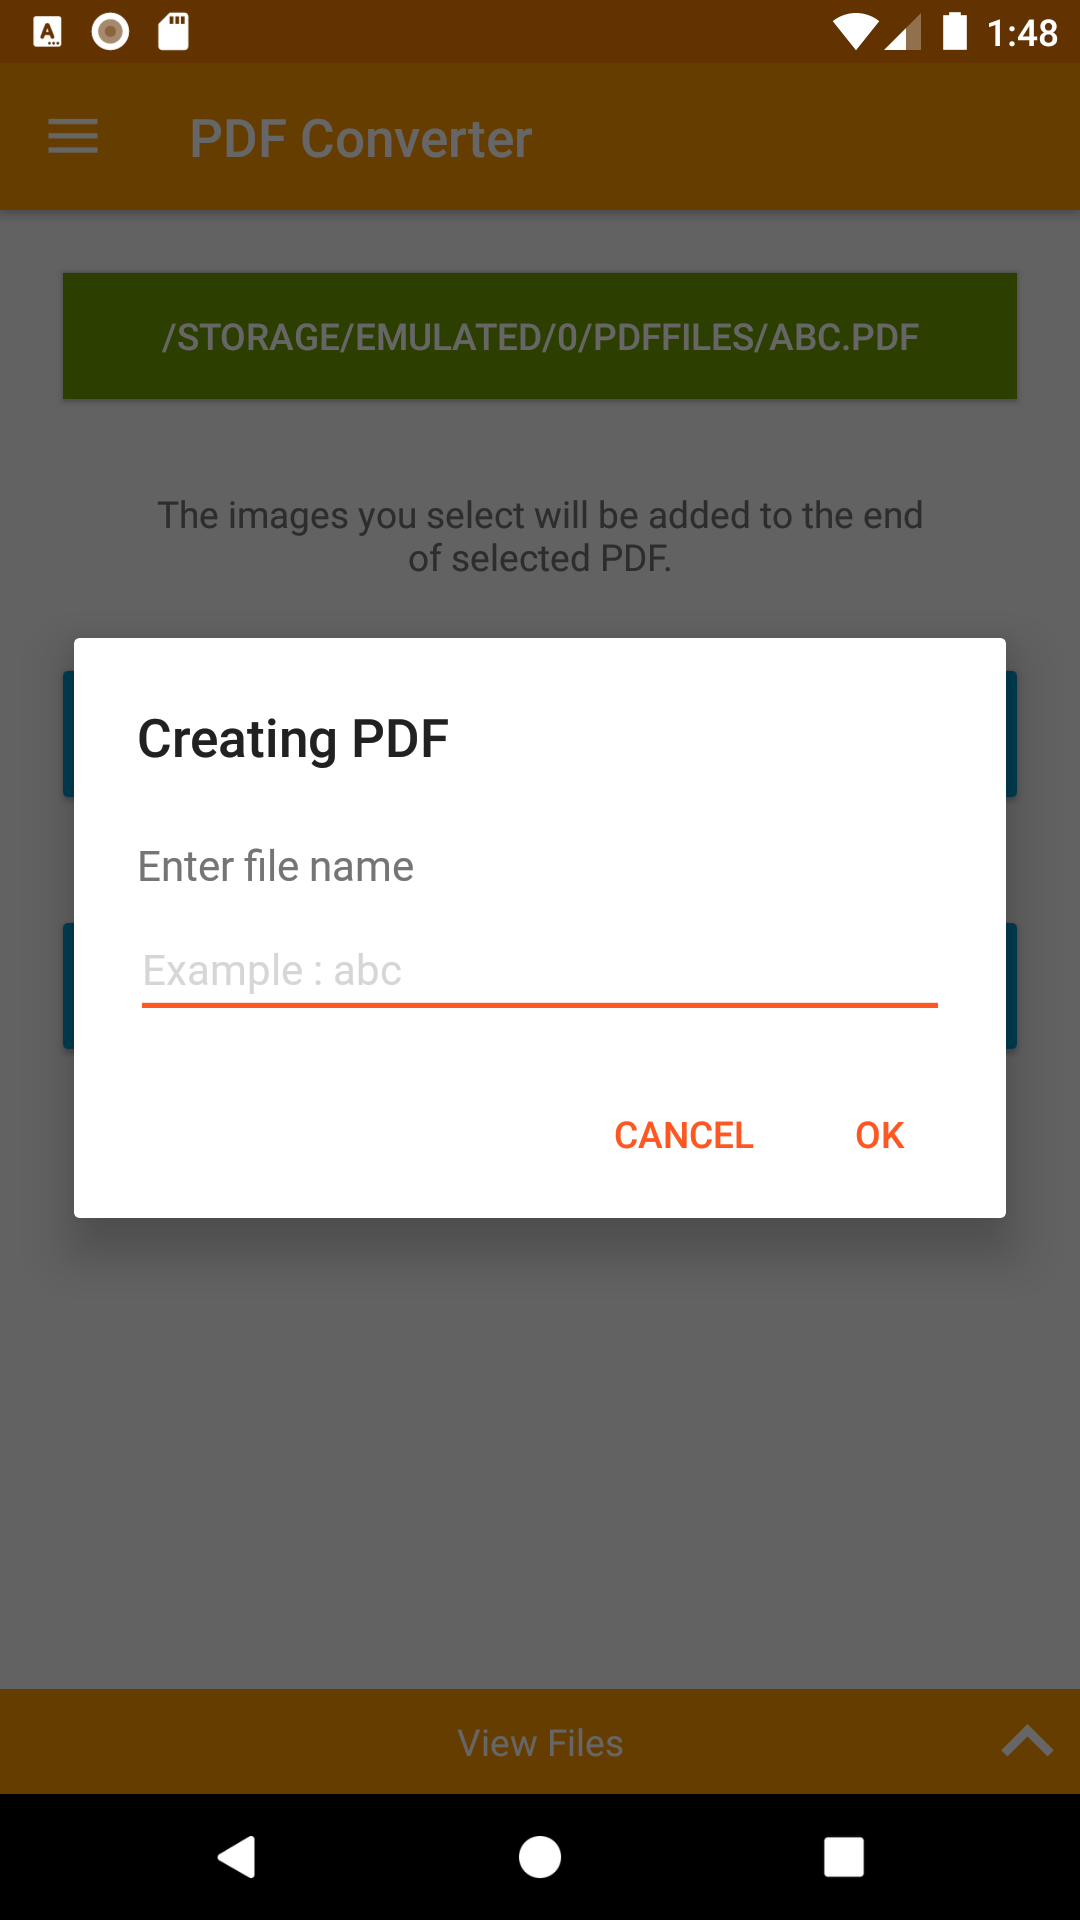 1:48
PDF Converter
/STORAGE/EMULATED/0/PDFFILES/ABC.PDF
The images you select will be added to the end
of selected PDF.
Creating PDF
Enter file name
Example : abc
CANCEL OK
View Files